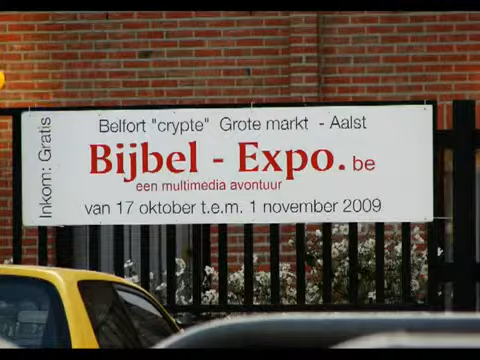 Inkom: Gratis
Belfort "crypte" Grote markt - Aalst
Bijbel - Expo.be
een multimedia avontuur
van 17 oktober t.e.m. 1 november 2009